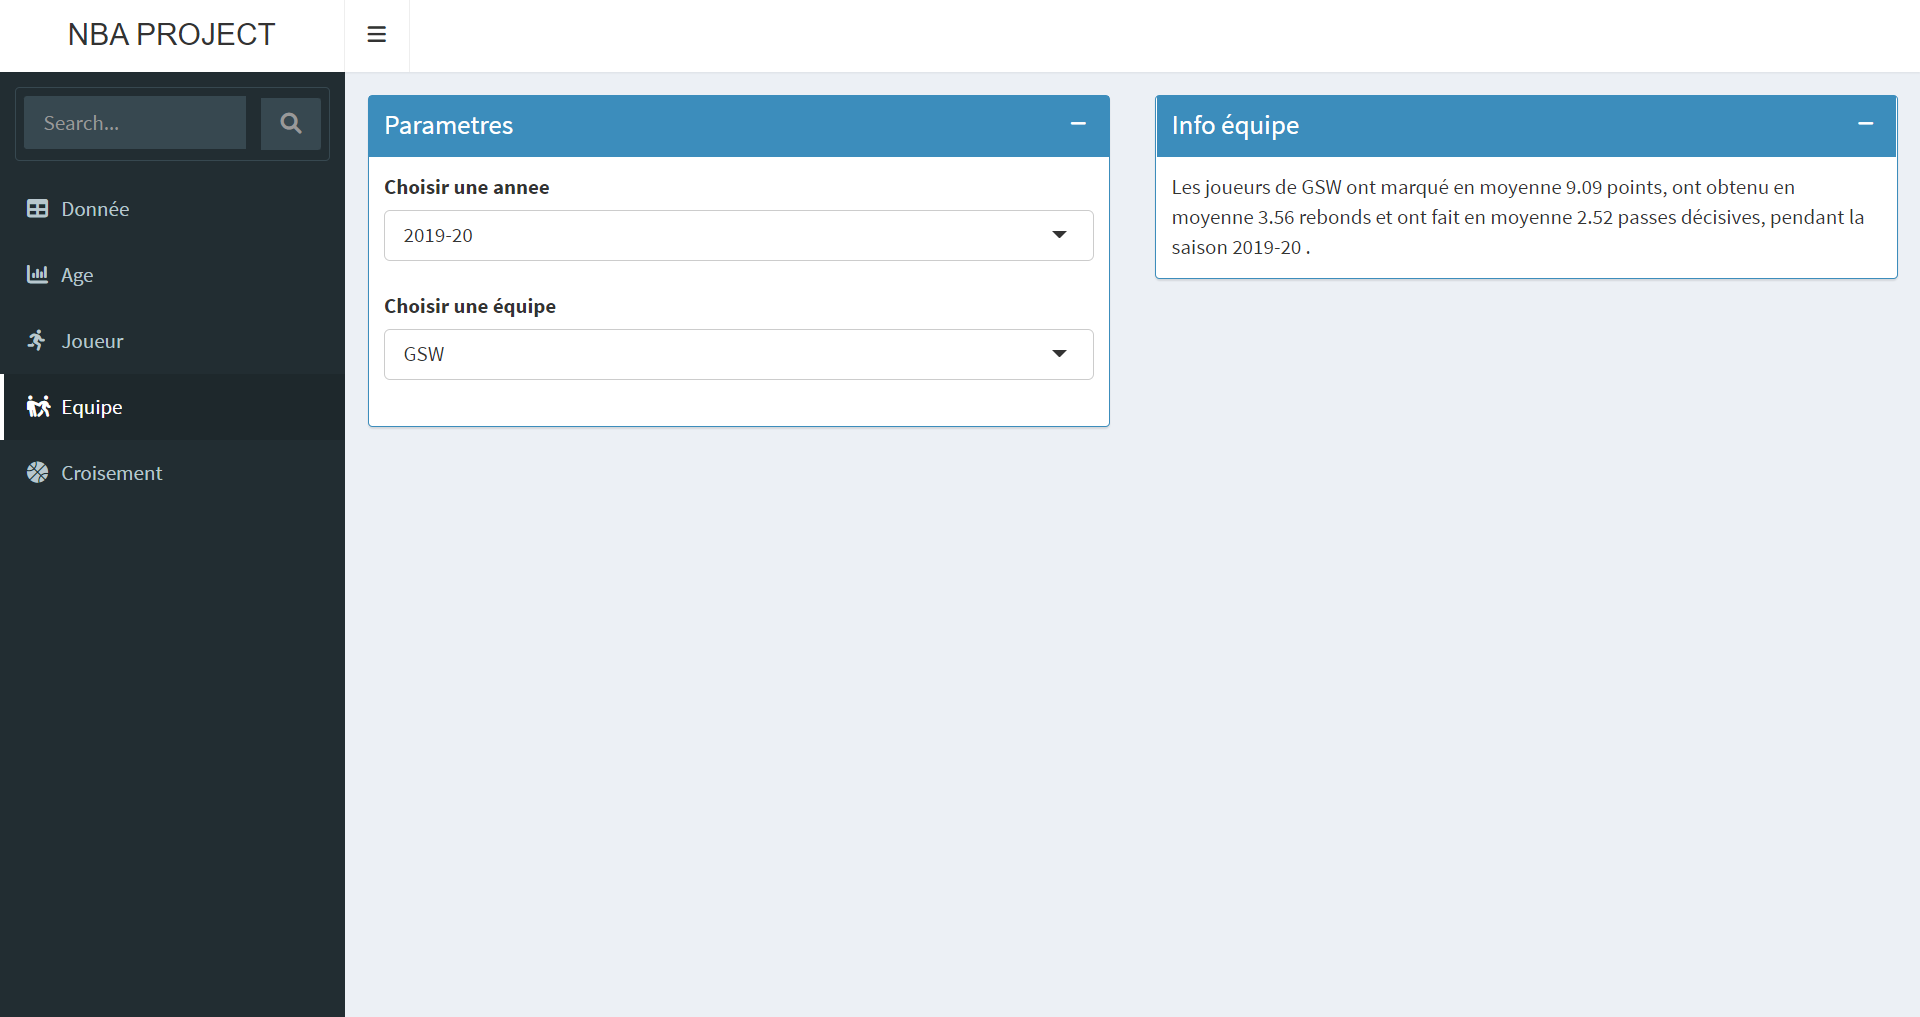 NBA PROJECT
Search...
Donnée
Age
Joueur
Equipe
Croisement
Parametres
Choisir une annee
2019-20
Choisir une équipe
GSW
Info équipe
Les joueurs de GSW ont marqué en moyenne 9.09 points, ont obtenu en
moyenne 3.56 rebonds et ont fait en moyenne 2.52 passes décisives, pendant la
saison 2019-20 .